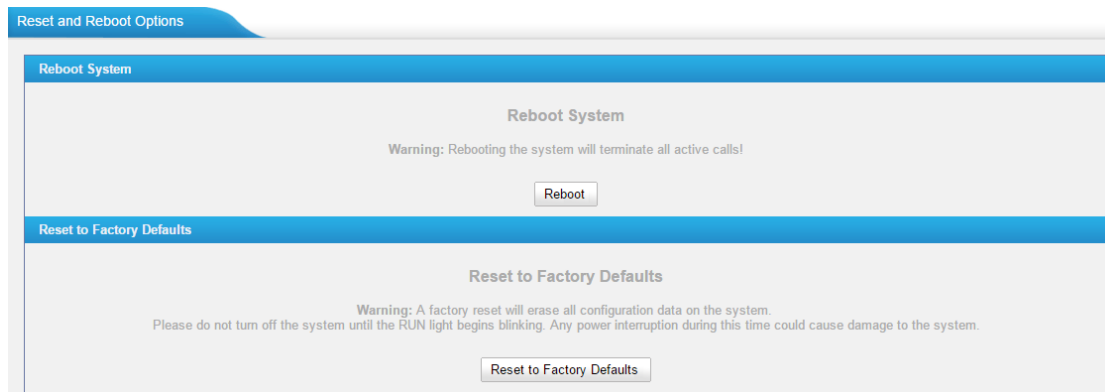 Reset and Reboot Options
Reboot System
Reboot System
Warning: Rebooting the system will terminate all active calls!
Reboot
Reset to Factory Defaults
Reset to Factory Defaults
Warning: A factory reset will erase all configuration data on the system.
Please do not turn off the system until the RUN light begins blinking. Any power interruption during this time could cause damage to the system.
Reset to Factory Defaults